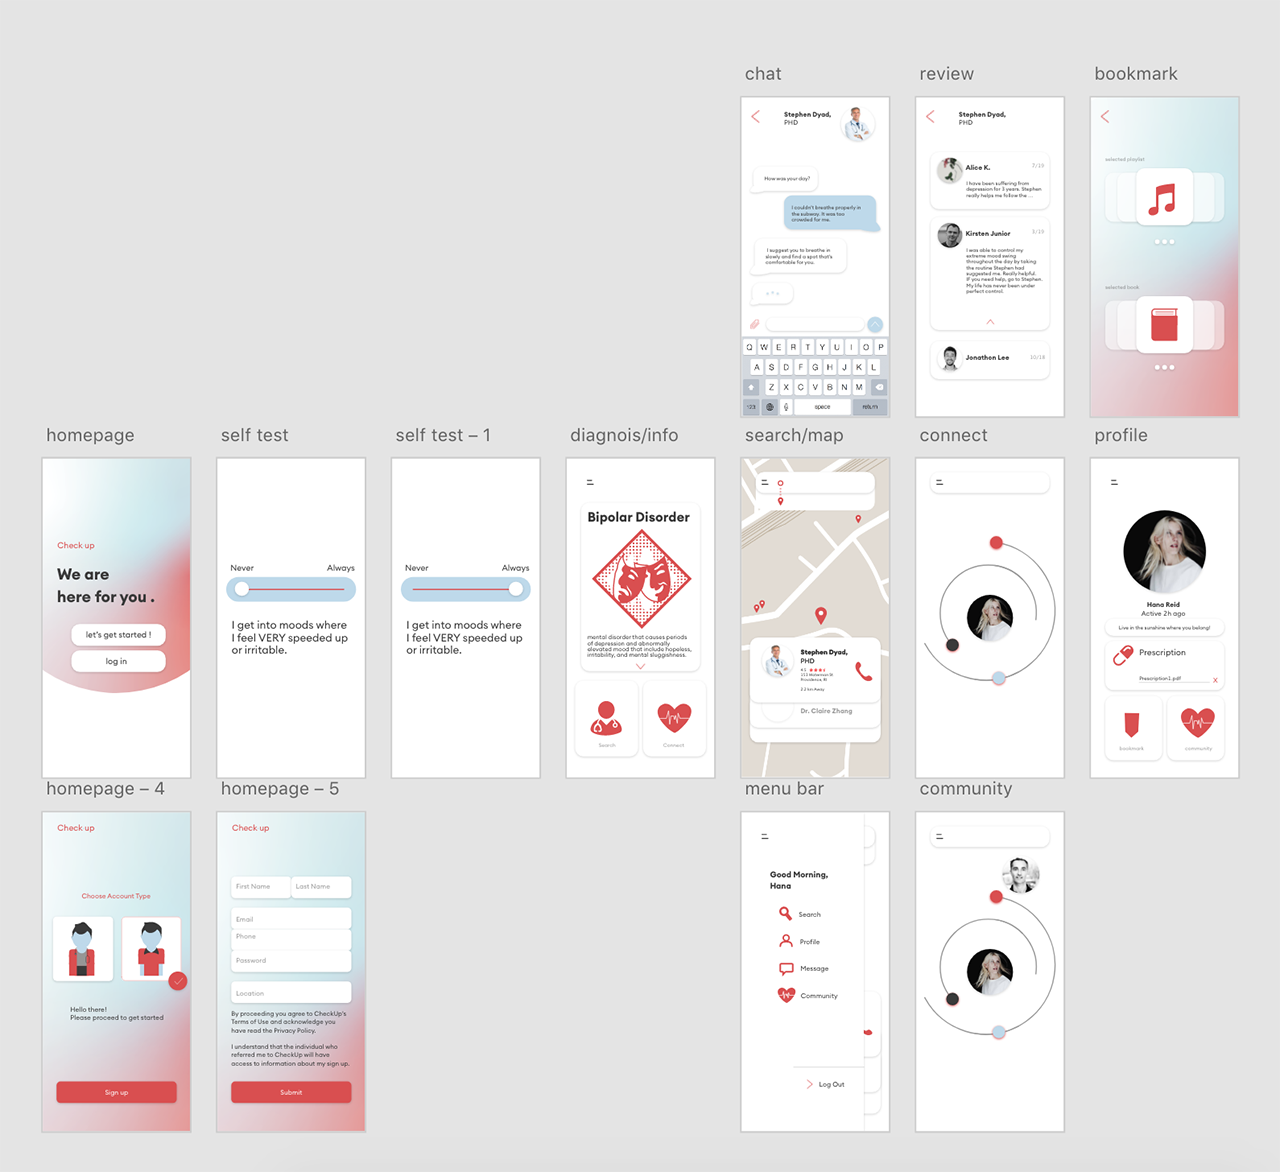 chat
Stephen Dyad,
PHD
How was your day?
I couldn't breathe properly in
the subway. It was too
crowded for me.
I suggest you to breathe in
slowly and find a spot that's
comfortable for you.
Q W E R T Y U I O P
A S D F G H J K L
Z X C V B N M
123 space return
review
Stephen Dyad,
PHD
Alice K. 7/10
I have been suffering from
depression for 3 years. Stephen
really helps me follow the ...
Kirsten Junior 3/10
I was able to control my
extreme mood swing
throughout the day by taking
the routine Stephen had
suggested me. Really helpful.
If you need help, go to Stephen.
My life has never been under
perfect control.
Jonathon Lee 10/18
bookmark
selected playlist
selected book
homepage
Check up
We are
here for you .
let's get started !
log in
self test
Never Always
I get into moods where
I feel VERY speeded up
or irritable.
self test – 1
Never Always
I get into moods where
I feel VERY speeded up
or irritable.
diagnois/info
Bipolar Disorder
mental disorder that causes periods
of depression and abnormally
elevated mood that include hopeless,
irritability, and mental sluggishness.
Search
Connect
search/map
Stephen Dyad,
PHD
Providence, RI
2.2 km Away
Dr. Claire Zhang
connect
profile
Hana Reid
Active 2h ago
Live in the sunshine where you belong!
Prescription
Prescription1.pdf X
bookmark
community
homepage – 4
Check up
Choose Account Type
Hello there!
Please proceed to get started
Sign up
homepage – 5
Check up
First Name Last Name
Email
Phone
Password
Location
By proceeding you agree to CheckUp's
Terms of Use and acknowladge you
have read the Privacy Policy.
I understand that the individual who
referred me to CheckUp will have
access to information about my sign up.
Submit
menu bar
Good Morning,
Hana
Search
Profile
Message
Community
Log Out
community